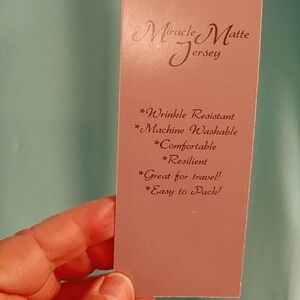 Miracle Matte
Jersey
*Wrinkle Resistant
*Machine Washable
*Comfortable
*Resilient
*Great for travel!
*Easy to Pack!